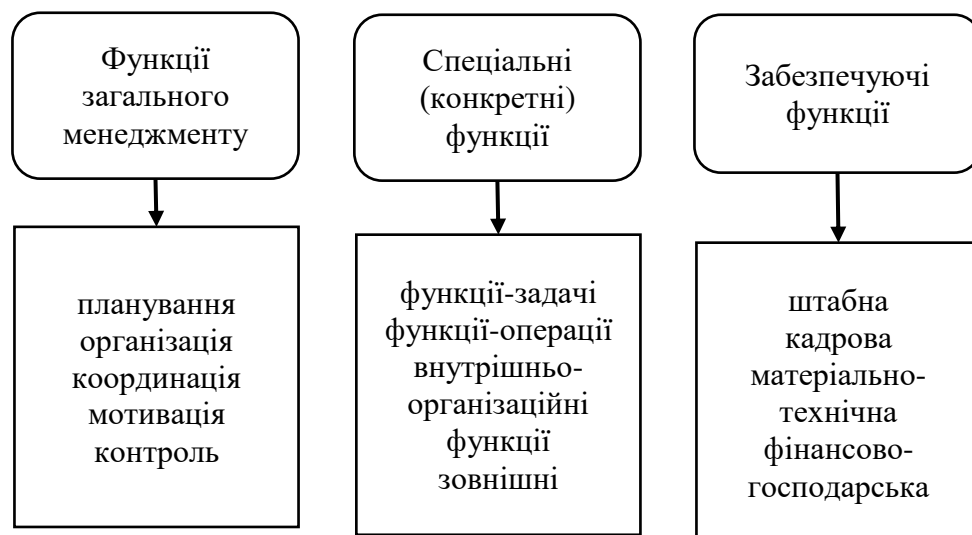 Функції
загального
менеджменту
Спеціальні
(конкретні)
функції
Забезпечуючі
функції
планування
організація
координація
мотивація
контроль
функції-задачі
функції-операції
внутрішньо-
організаційні
функції
зовнішні
штабна
кадрова
матеріально-
технічна
фінансово-
господарська